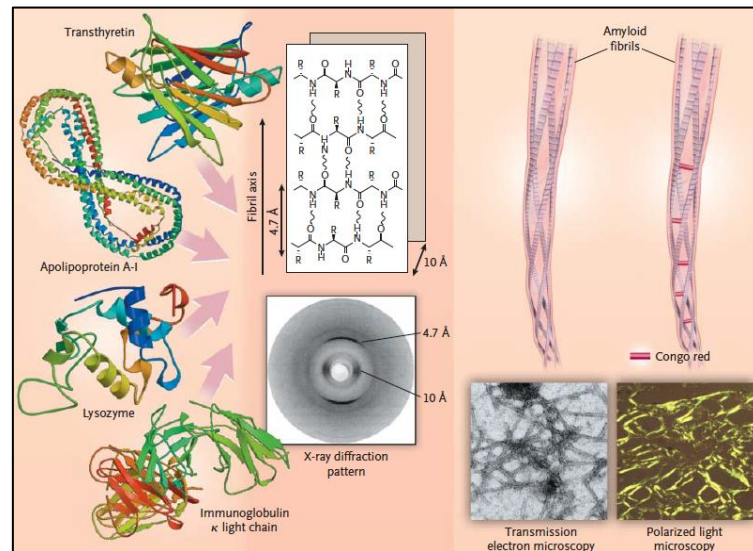 Transthyretin
Apolipoprotein A-I
Lysozyme
Immunoglobulin
κ light chain
R O R O
N H R N H
O R H O R H
N N
R O R O
N H R N H
O R H O R
N
Fibril axis
4.7 Å
10 Å
4.7 Å
10 Å
X-ray diffraction
pattern
Amyloid
fibrils
Congo red
Transmission
electron microscopy
Polarized light
microscopy